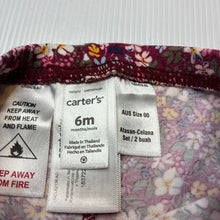 CAUTION
KEEP AWAY
FROM HEAT
AND FLAME
KEEP AWAY
FROM FIRE
carter's
6m
months/mois
Made in Thailand
Fabriqué en Thaïlande
Hecho en Tailandia
AUS Size 00
Atasan-Celana
Set / 2 buah